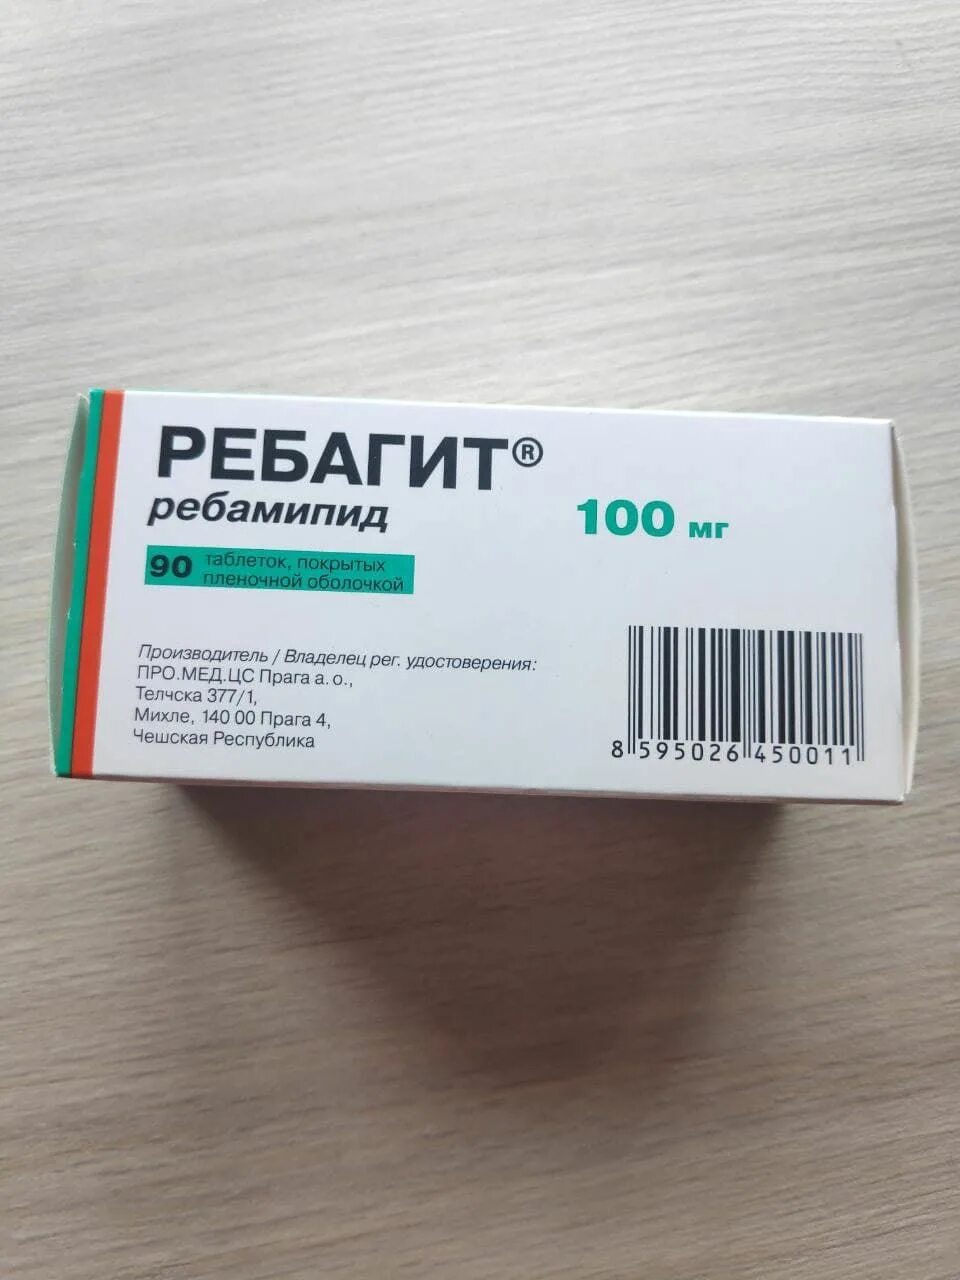 РЕБАГИТ®
ребамипид
100 мг
90 таблеток, покрытых
пленочной оболочкой
Производитель / Владелец рег. удостоверения:
ПРО.МЕД.ЦС Прага а. о.,
Телчска 377/1,
Михле, 140 00 Прага 4,
Чешская Республика
8 595026 450011